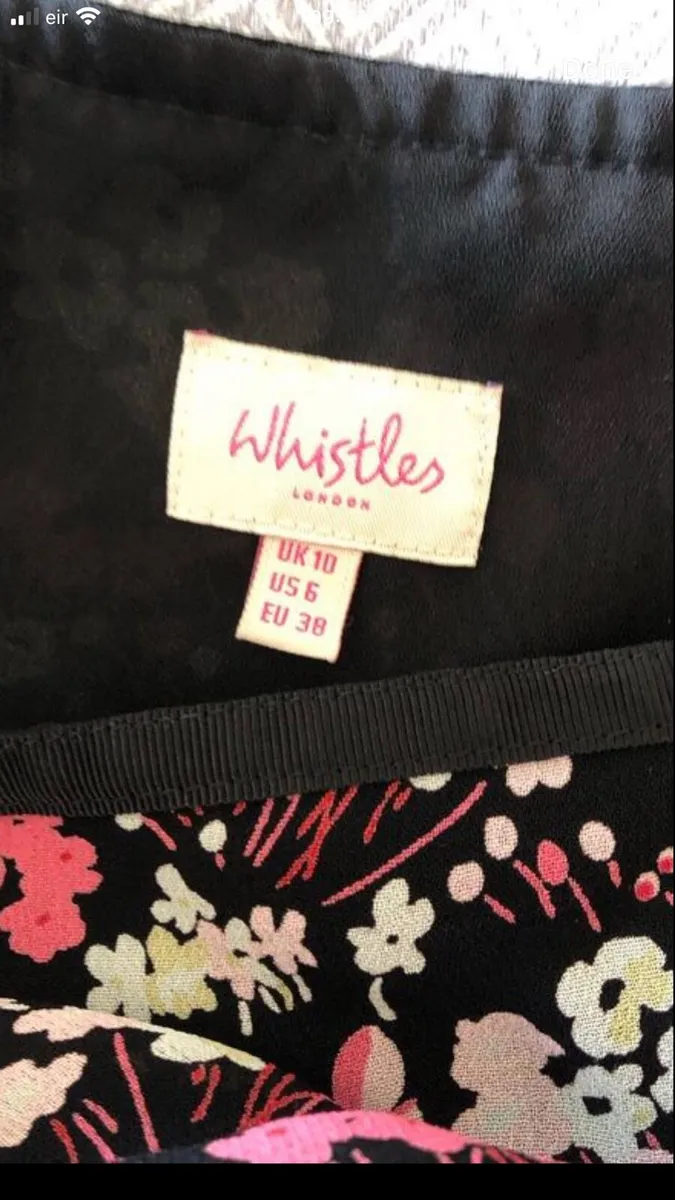 eir
Whistles
LONDON
UK 10
US 6
EU 38